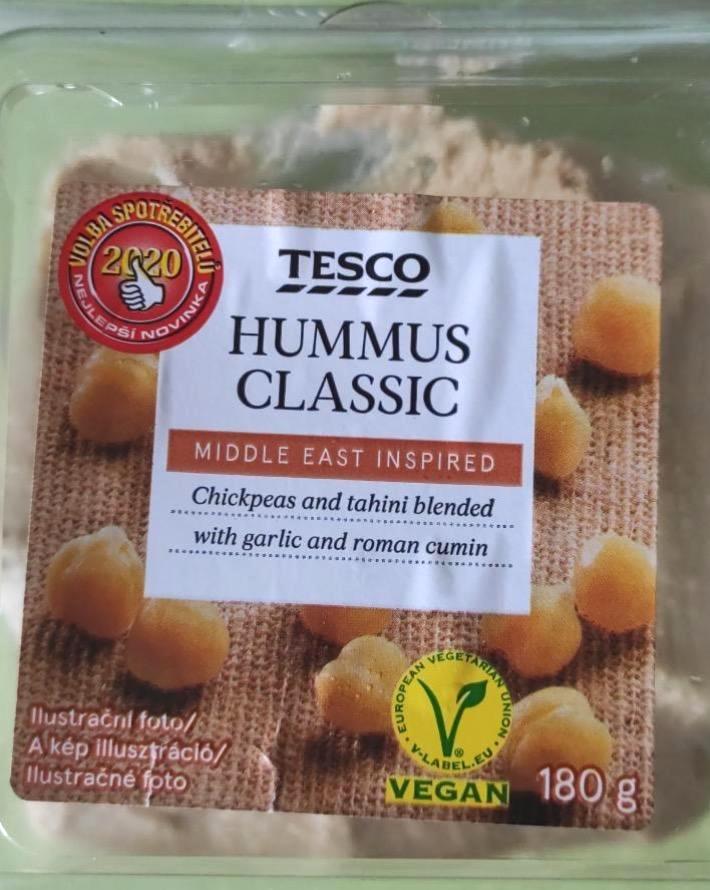 VOLBA SPOTŘEBITELŮ
2020
NEJLEPŠÍ NOVINKA
TESCO
HUMMUS
CLASSIC
MIDDLE EAST INSPIRED
Chickpeas and tahini blended
with garlic and roman cumin
Ilustrační foto/
A kép illusztráció/
Ilustračné foto
EUROPEAN VEGETARIAN UNION
V-LABEL.EU
®
VEGAN
180 g